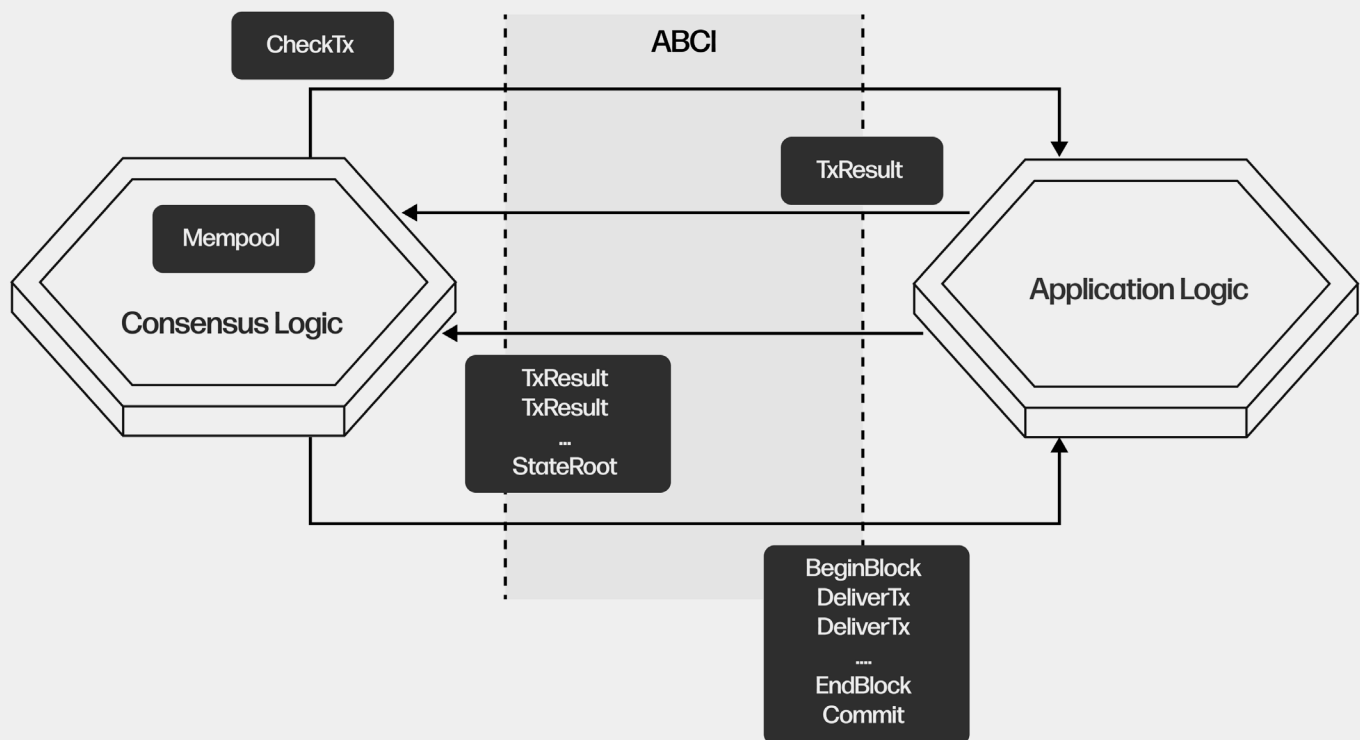 CheckTx
ABCI
TxResult
Mempool
Consensus Logic
Application Logic
TxResult
TxResult
...
StateRoot
BeginBlock
DeliverTx
DeliverTx
....
EndBlock
Commit